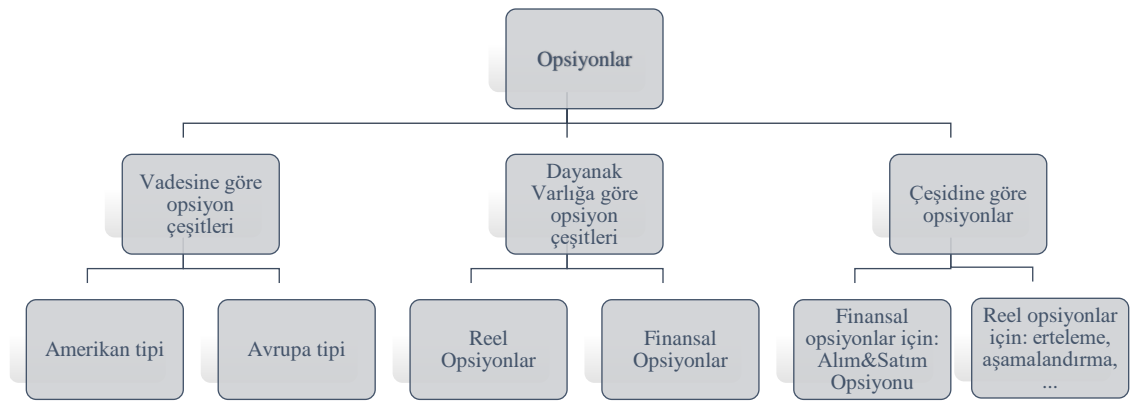 Opsiyonlar
Vadesine göre
opsiyon
çeşitleri
Dayanak
Varlığa göre
opsiyon
çeşitleri
Çeşidine göre
opsiyonlar
Amerikan tipi
Avrupa tipi
Reel
Opsiyonlar
Finansal
Opsiyonlar
Finansal
opsiyonlar için:
Alım&Satım
Opsiyonu
Reel opsiyonlar
için: erteleme,
aşamalandırma,
...